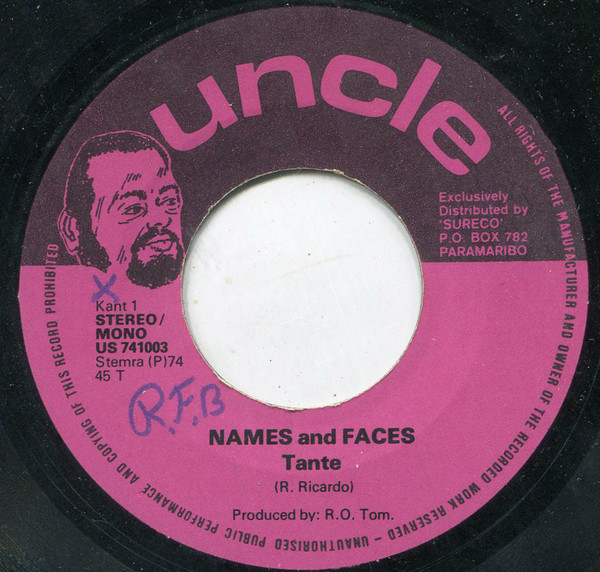 uncle
Exclusively
Distributed by
'SURECO'
P.O. BOX 782
PARAMARIBO
X
Kant 1
STEREO/
MONO
US 741003
Stemra (P)74
45 T
R.F.B
NAMES and FACES
Tante
(R. Ricardo)
Produced by: R.O. Tom.
ALL RIGHTS OF THE MANUFACTURER AND OWNER OF THE RECORDED WORK RESERVED – UNAUTHORISED PUBLIC PERFORMANCE AND COPYING OF THIS RECORD PROHIBITED